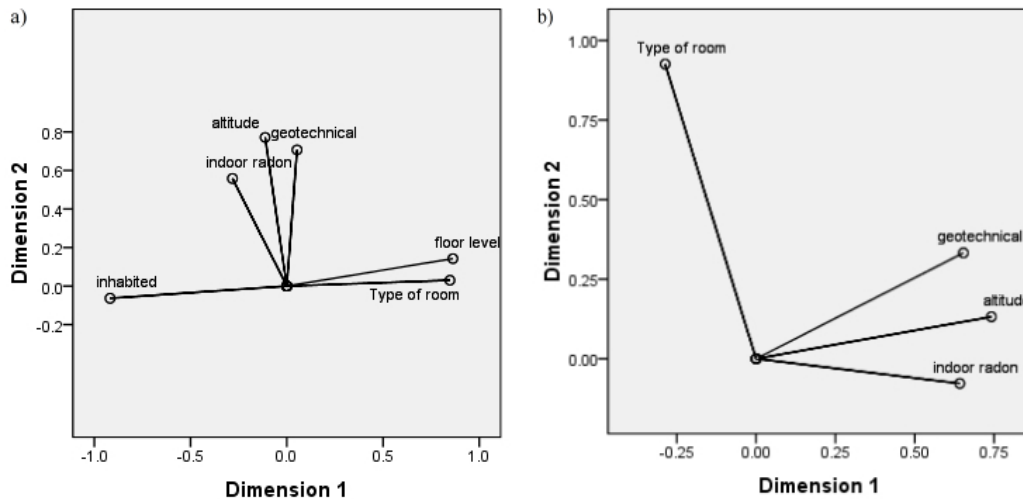 a)
altitude
geotechnical
indoor radon
floor level
inhabited
Type of room
0.8
0.6
0.4
0.2
0.0
-0.2
Dimension 2
-1.0 -0.5 0.0 0.5 1.0
Dimension 1
b)
Type of room
geotechnical
altitude
indoor radon
1.00
0.75
0.50
0.25
0.00
Dimension 2
-0.25 0.00 0.25 0.50 0.75
Dimension 1